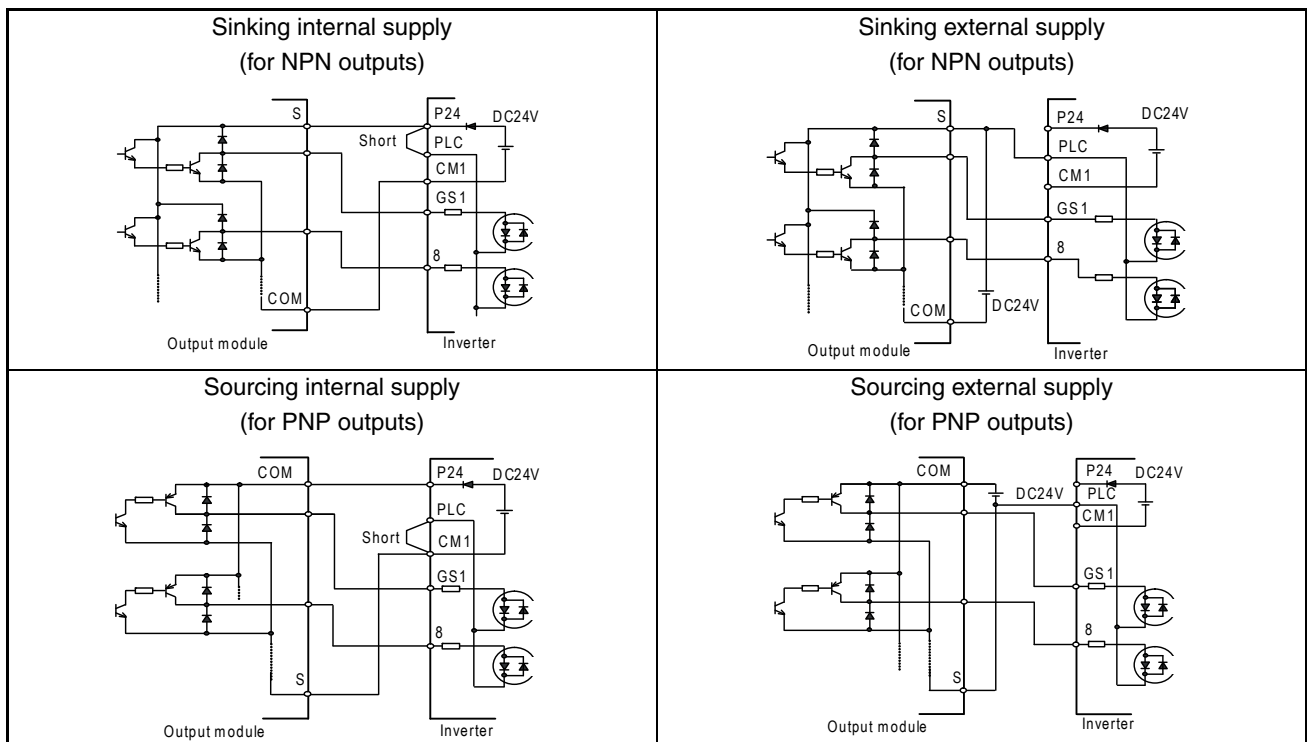 Sinking internal supply
(for NPN outputs)
S
P24
DC24V
Short
PLC
CM1
GS1
8
COM
Output module
Inverter
Sinking external supply
(for NPN outputs)
S
P24
DC24V
PLC
CM1
GS1
8
COM
DC24V
Output module
Inverter
Sourcing internal supply
(for PNP outputs)
COM
P24
DC24V
PLC
Short
CM1
GS1
8
S
Output module
Inverter
Sourcing external supply
(for PNP outputs)
COM
P24
DC24V
DC24V
PLC
CM1
GS1
8
S
Output module
Inverter